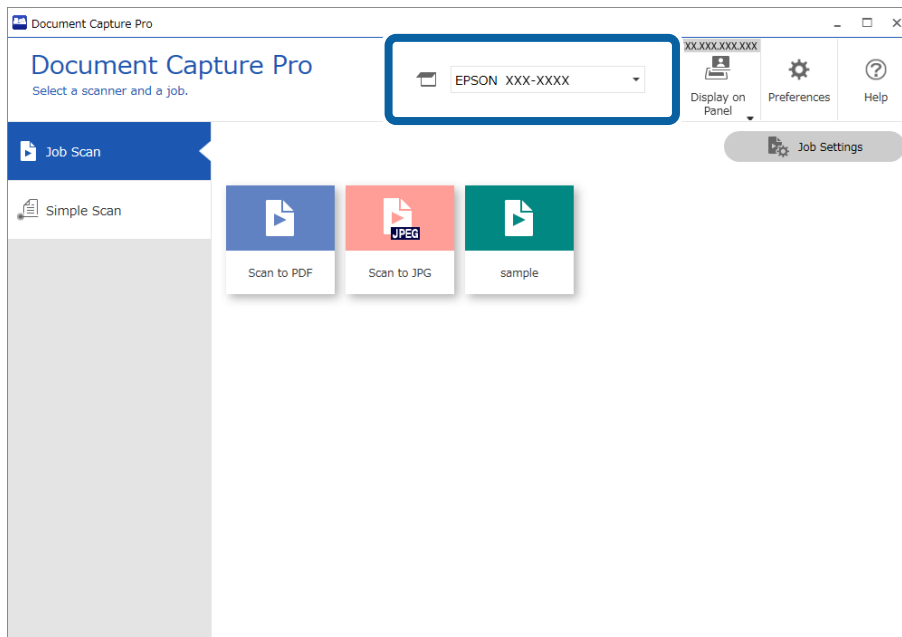 Document Capture Pro
Document Capture Pro
Select a scanner and a job.
EPSON XXX-XXXX
XX.XXX.XXX.XXX
Display on
Panel
Preferences
Help
Job Scan
Job Settings
Simple Scan
JPEG
Scan to PDF
Scan to JPG
sample